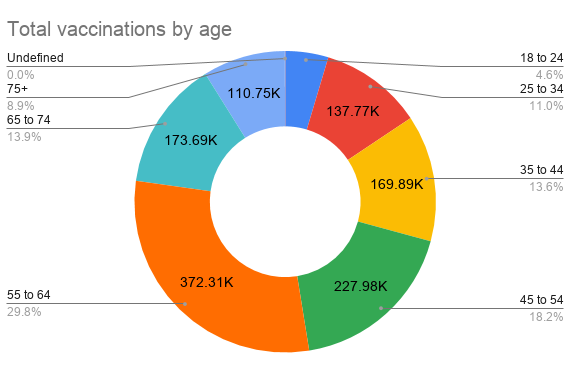 Total vaccinations by age
Undefined
0.0%
75+
8.9%
65 to 74
13.9%
55 to 64
29.8%
18 to 24
4.6%
25 to 34
11.0%
35 to 44
13.6%
45 to 54
18.2%
110.75K
137.77K
173.69K
169.89K
372.31K
227.98K